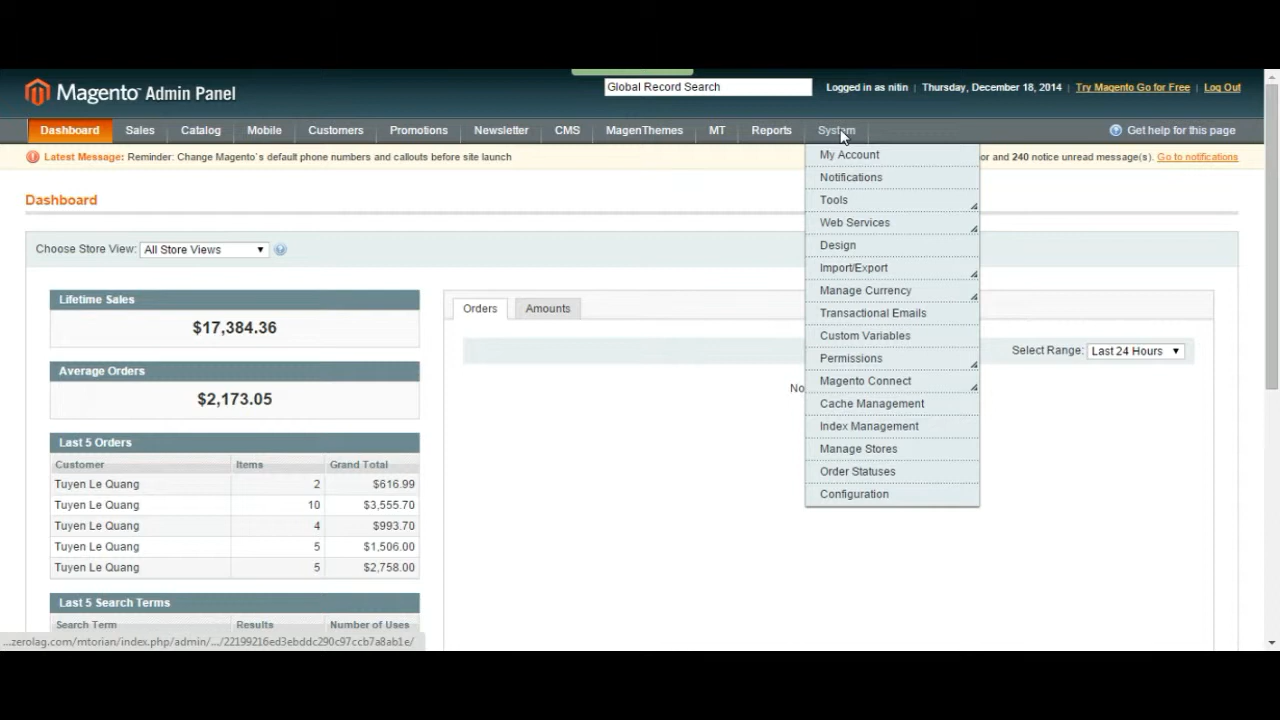 Magento Admin Panel
Global Record Search
Logged in as nitin | Thursday, December 18, 2014 | Try Magento Go for Free | Log Out
Dashboard Sales Catalog Mobile Customers Promotions Newsletter CMS MagenThemes MT Reports System Get help for this page
Latest Message: Reminder: Change Magento`s default phone numbers and callouts before site launch
or and 240 notice unread message(s). Go to notifications
My Account
Notifications
Tools
Web Services
Design
Import/Export
Manage Currency
Transactional Emails
Custom Variables
Permissions
Magento Connect
Cache Management
Index Management
Manage Stores
Order Statuses
Configuration
Dashboard
Choose Store View: All Store Views
Lifetime Sales
$17,384.36
Average Orders
$2,173.05
Last 5 Orders
Customer Items Grand Total
Tuyen Le Quang 2 $616.99
Tuyen Le Quang 10 $3,555.70
Tuyen Le Quang 4 $993.70
Tuyen Le Quang 5 $1,506.00
Tuyen Le Quang 5 $2,758.00
Last 5 Search Terms
Search Term Results Number of Uses
Orders Amounts
Select Range: Last 24 Hours
No
...zerolag.com/mtorian/index.php/admin/.../22199216ed3ebddc290c97ccb7a8ab1e/